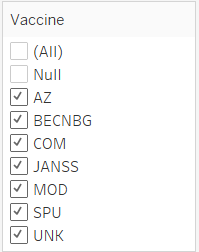 Vaccine
(All)
Null
AZ
BECNBG
COM
JANSS
MOD
SPU
UNK